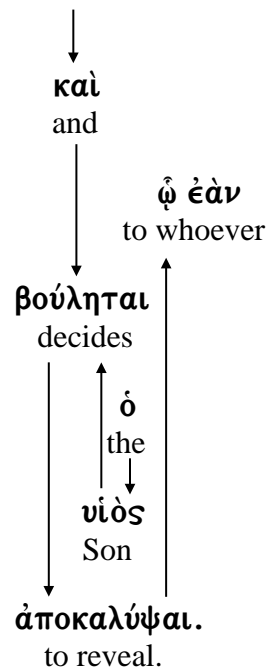 καὶ
and
ᾧ ἐὰν
to whoever
βούληται
decides
ὁ
the
υἱὸς
Son
ἀποκαλύψαι.
to reveal.